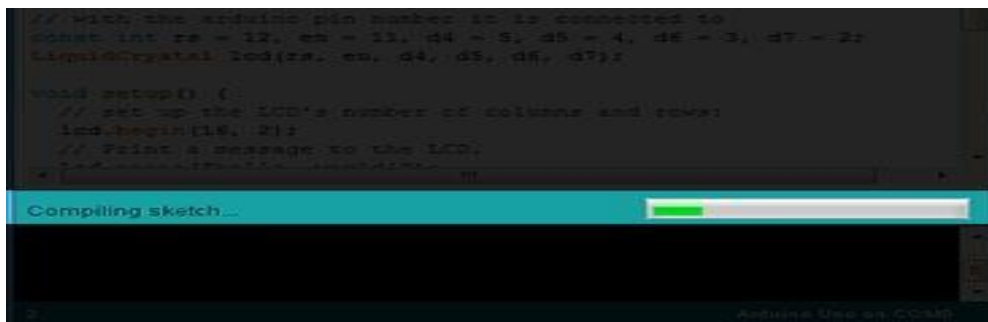 // with the arduino pin number it is connected to
const int rs = 12, en = 11, d4 = 5, d5 = 4, d6 = 3, d7 = 2;
LiquidCrystal lcd(rs, en, d4, d5, d6, d7);
void setup() {
// set up the LCD's number of columns and rows:
lcd.begin(16, 2);
// Print a message to the LCD.
Compiling sketch...
2
Arduino Uno on